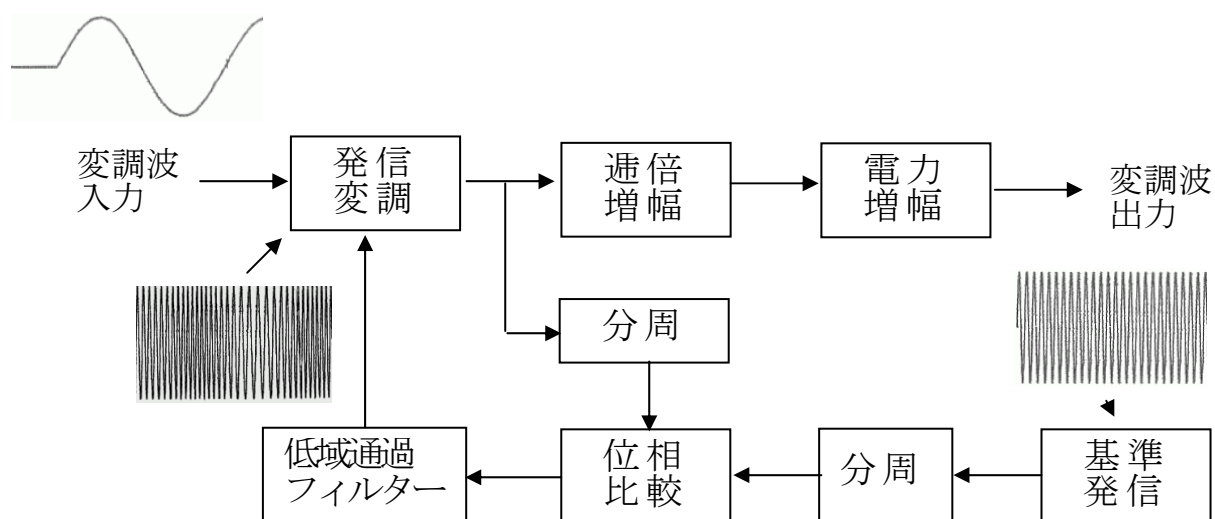 変調波
入力
発信
変調
逓倍
増幅
電力
増幅
変調波
出力
分周
低域通過
フィルター
位相
比較
分周
基準
発信